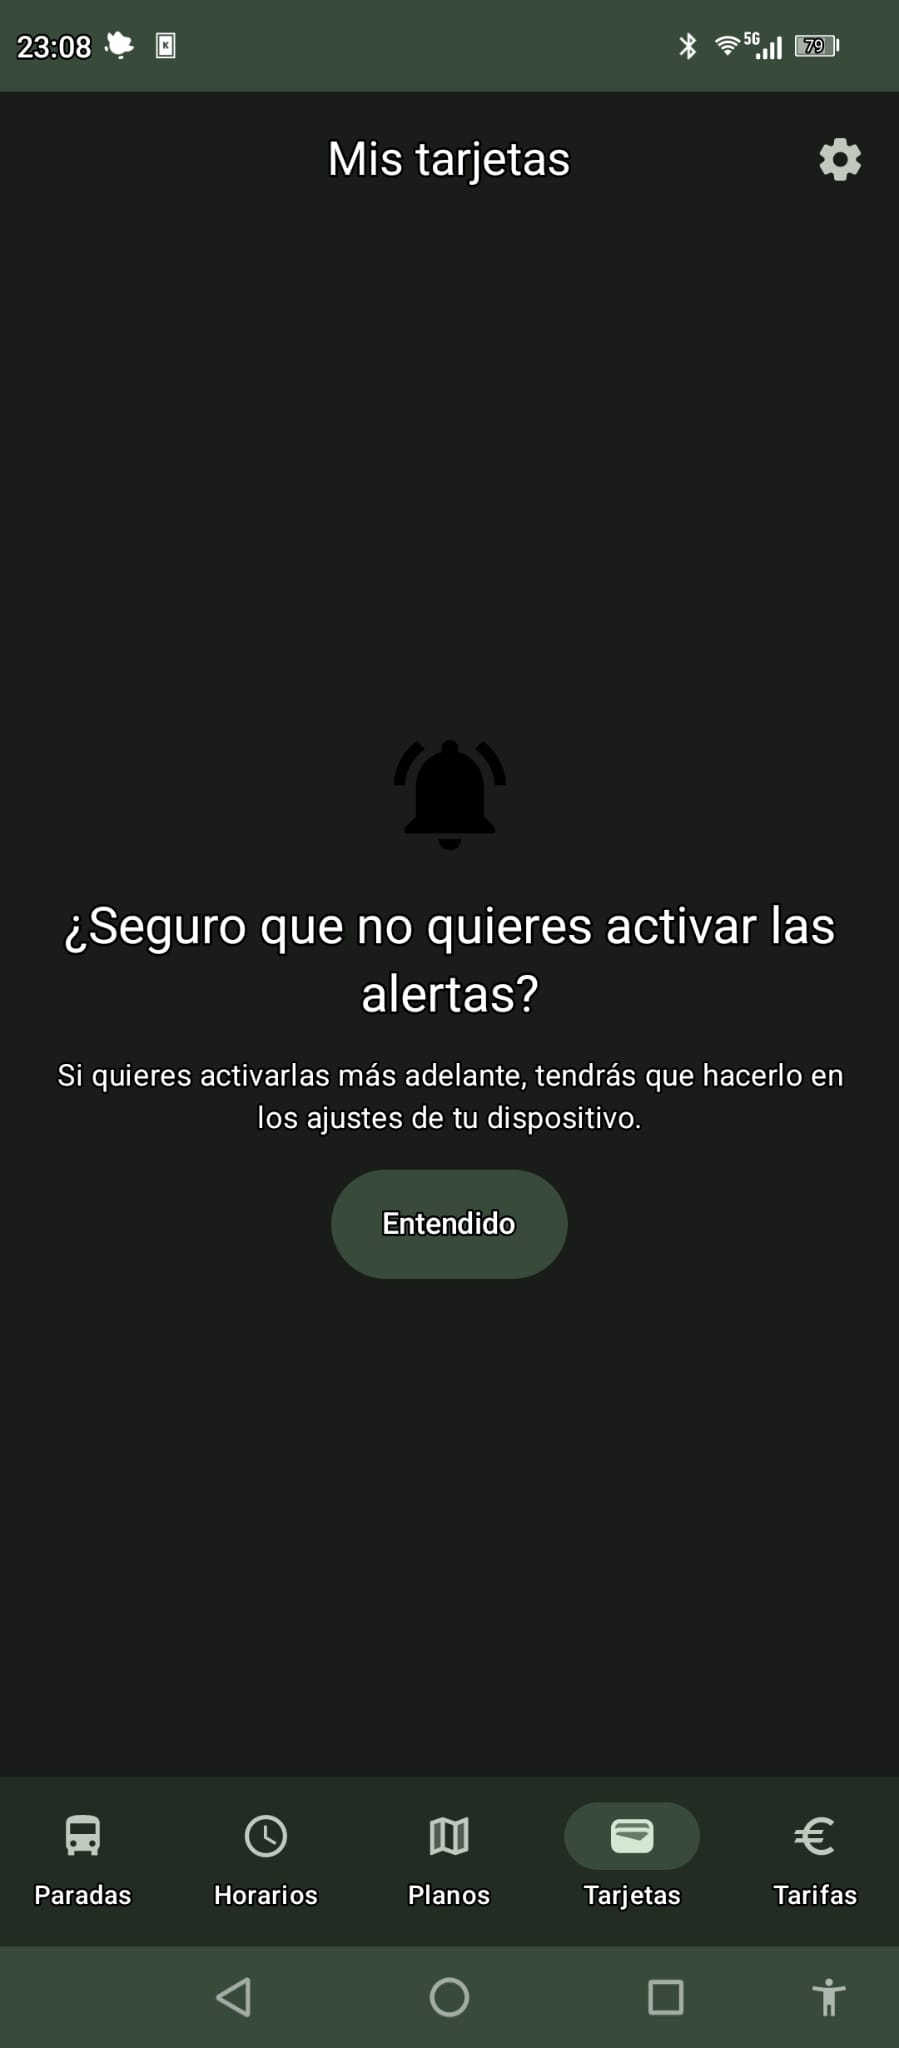 23:08
K
5G
79
Mis tarjetas
¿Seguro que no quieres activar las
alertas?
Si quieres activarlas más adelante, tendrás que hacerlo en
los ajustes de tu dispositivo.
Entendido
Paradas
Horarios
Planos
Tarjetas
Tarifas